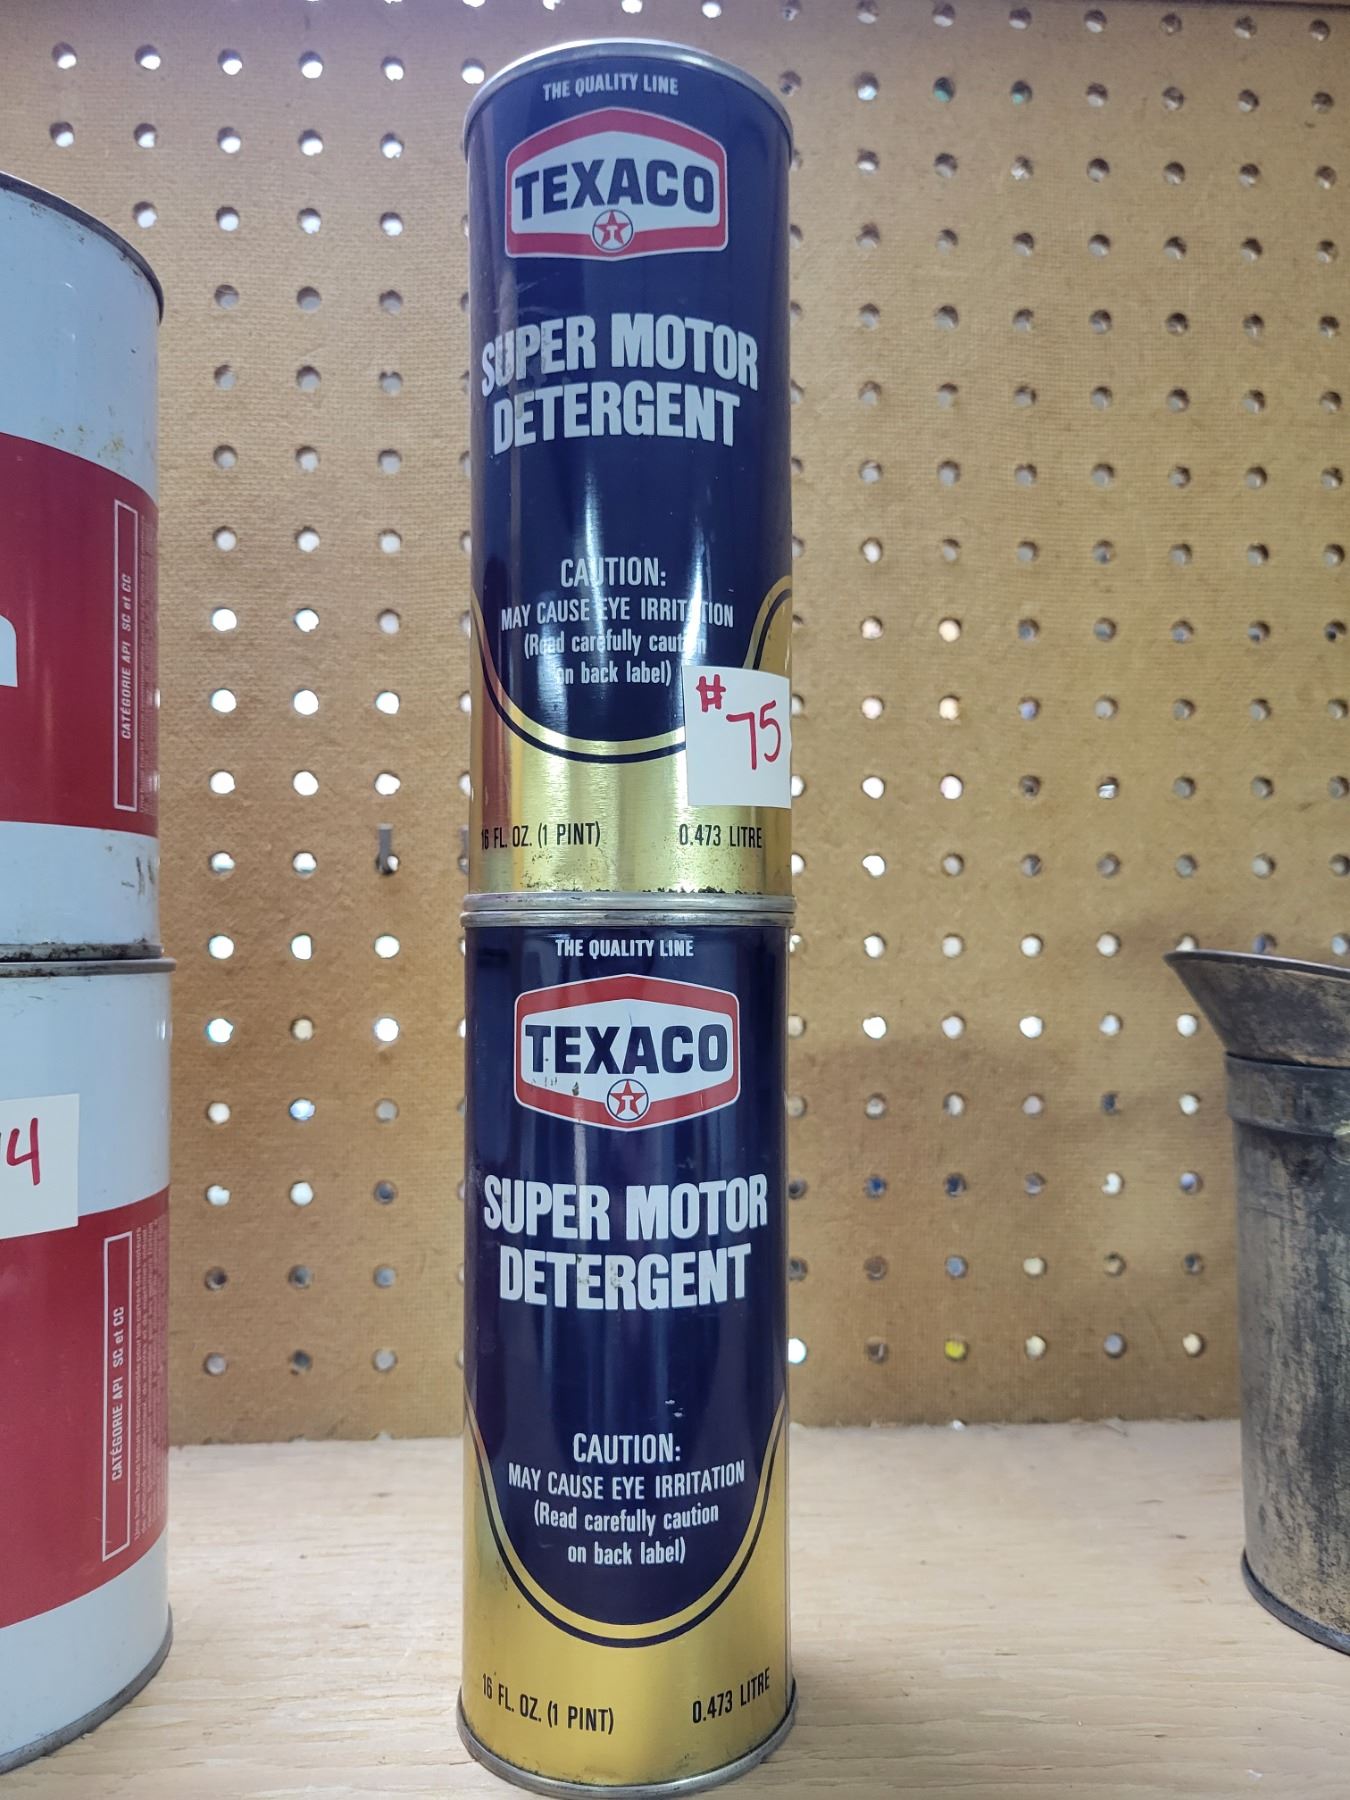 THE QUALITY LINE
TEXACO
T
SUPER MOTOR
DETERGENT
CAUTION:
MAY CAUSE EYE IRRITATION
(Read carefully caution
on back label)
# 75
16 FL. OZ. (1 PINT) 0.473 LITRE
THE QUALITY LINE
TEXACO
T
SUPER MOTOR
DETERGENT
CAUTION:
MAY CAUSE EYE IRRITATION
(Read carefully caution
on back label)
16 FL. OZ. (1 PINT) 0.473 LITRE
CATÉGORIE API SC et CC
4
CATÉGORIE API SC et CC